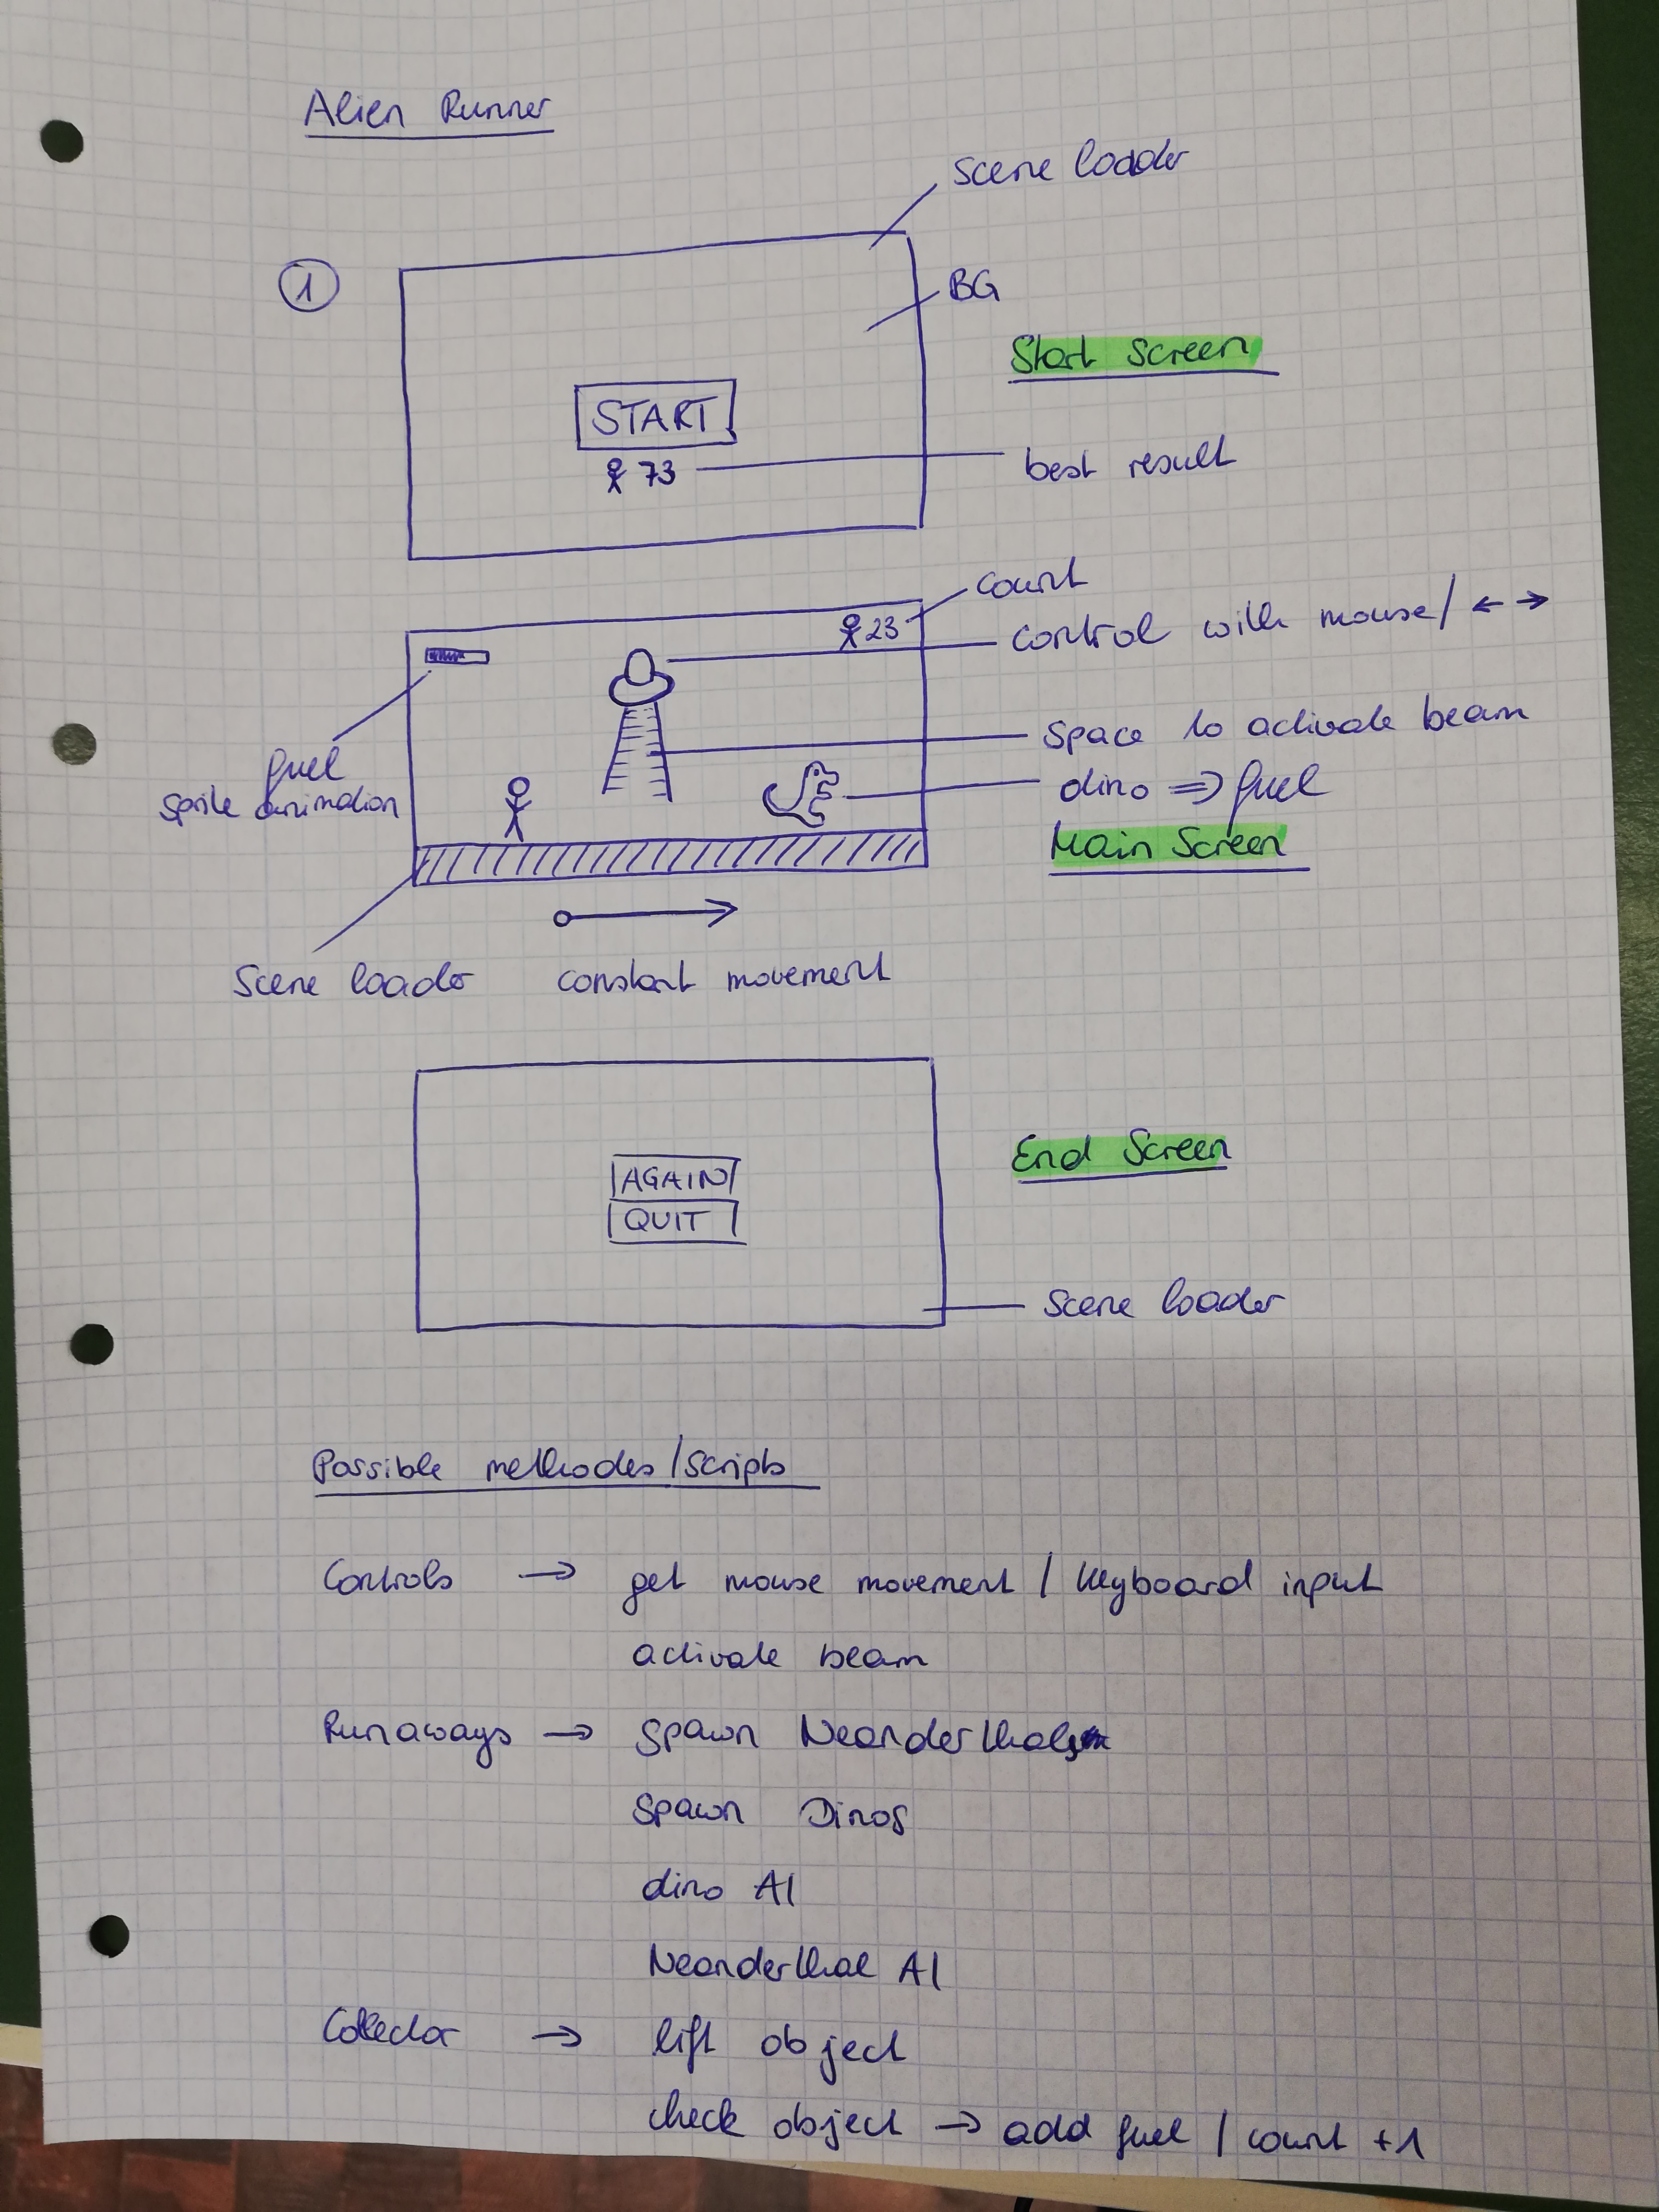 Alien Runner
Scene loader
1
BG
Start Screen
START
73
best result
count
23
control with mouse / ← →
space to activate beam
fuel
sprite animation
dino ⇒ fuel
Main Screen
Scene loader
constant movement
AGAIN
QUIT
End Screen
Scene loader
Possible methodes / Scripts
Controls → get mouse movement / keyboard input
activate beam
Runaways → spawn Neanderthals
spawn Dinos
dino AI
Neanderthal AI
Collector → lift object
check object → add fuel / count +1